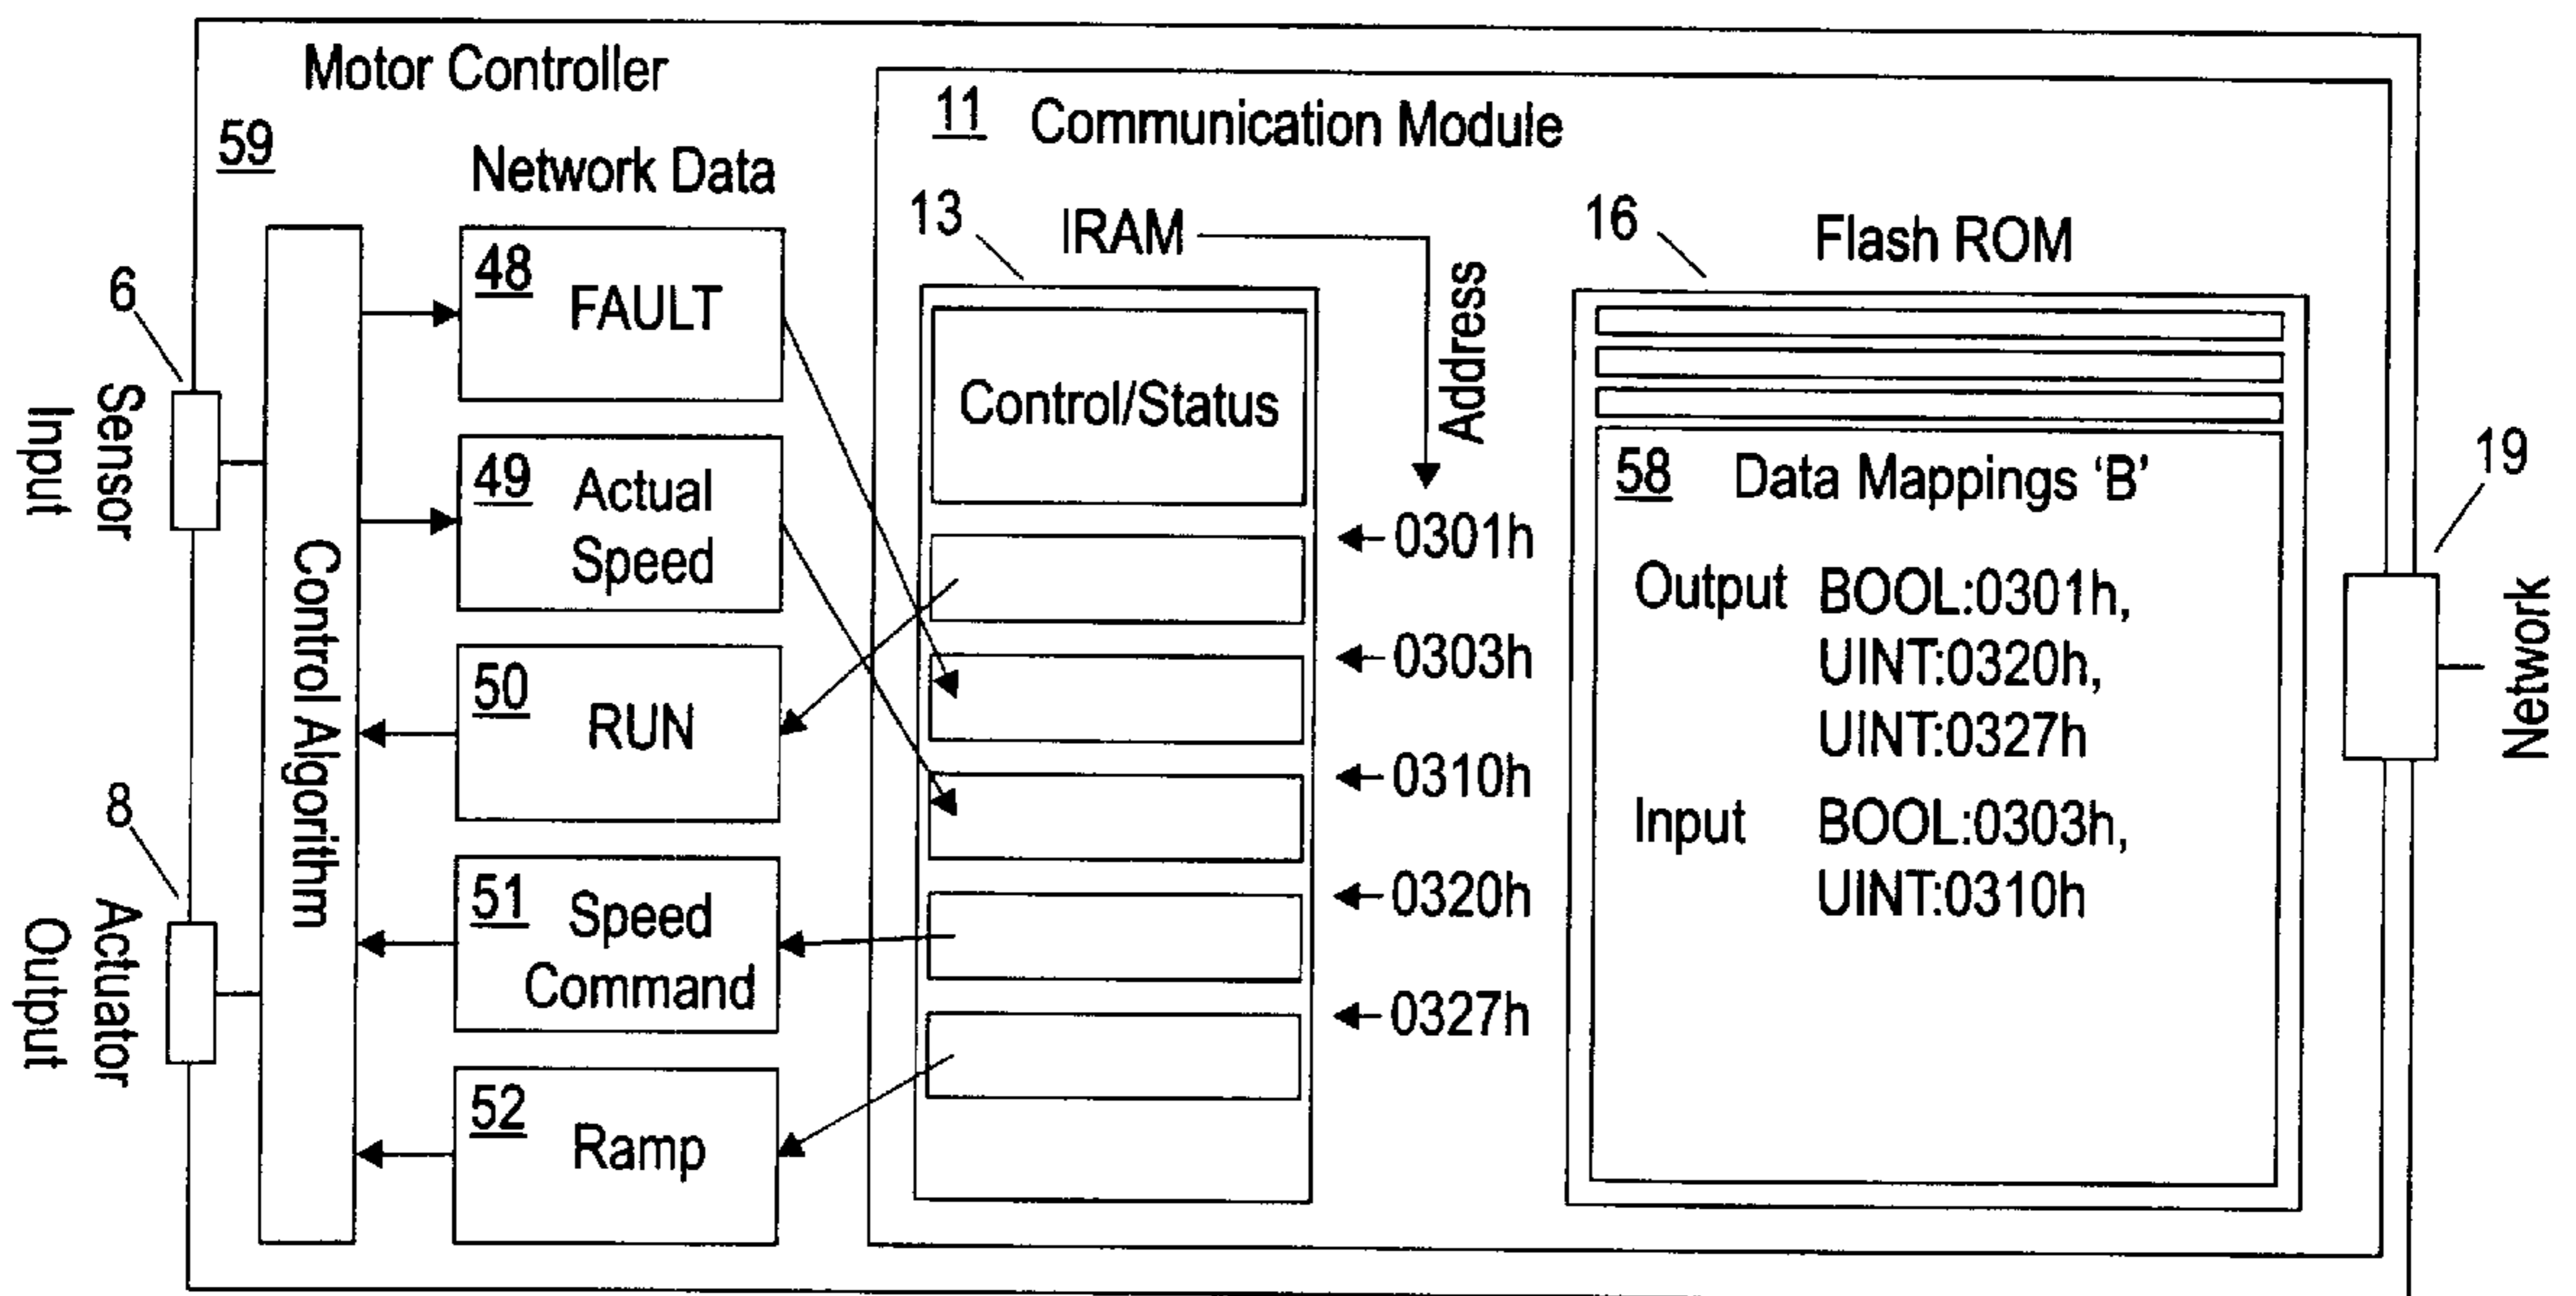 Motor Controller
59
Network Data
6
Sensor
Input
8
Actuator
Output
Control Algorithm
48
FAULT
49
Actual
Speed
50
RUN
51
Speed
Command
52
Ramp
11 Communication Module
13
IRAM
Address
Control/Status
0301h
0303h
0310h
0320h
0327h
16
Flash ROM
58 Data Mappings ‘B’
Output BOOL:0301h,
UINT:0320h,
UINT:0327h
Input BOOL:0303h,
UINT:0310h
19
Network